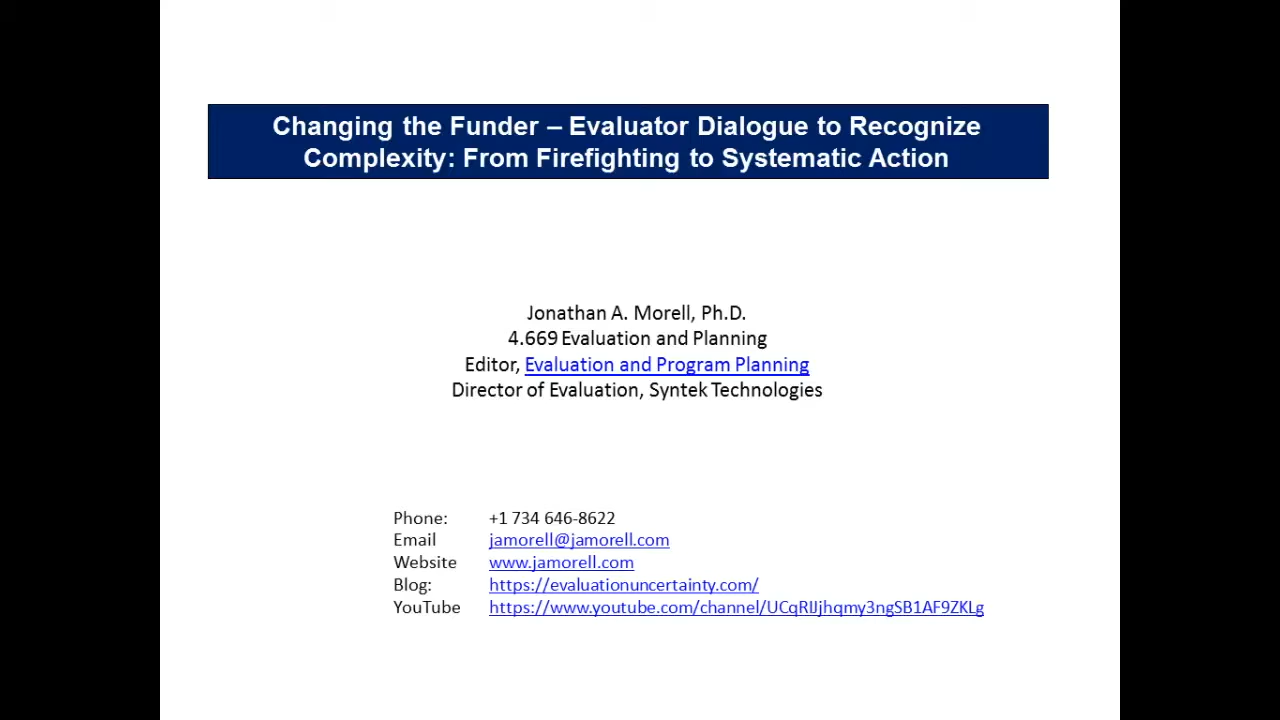 Changing the Funder – Evaluator Dialogue to Recognize
Complexity: From Firefighting to Systematic Action
Jonathan A. Morell, Ph.D.
4.669 Evaluation and Planning
Editor, Evaluation and Program Planning
Director of Evaluation, Syntek Technologies
Phone: +1 734 646-8622
Email jamorell@jamorell.com
Website www.jamorell.com
Blog: https://evaluationuncertainty.com/
YouTube https://www.youtube.com/channel/UCqRIJjhqmy3ngSB1AF9ZKLg